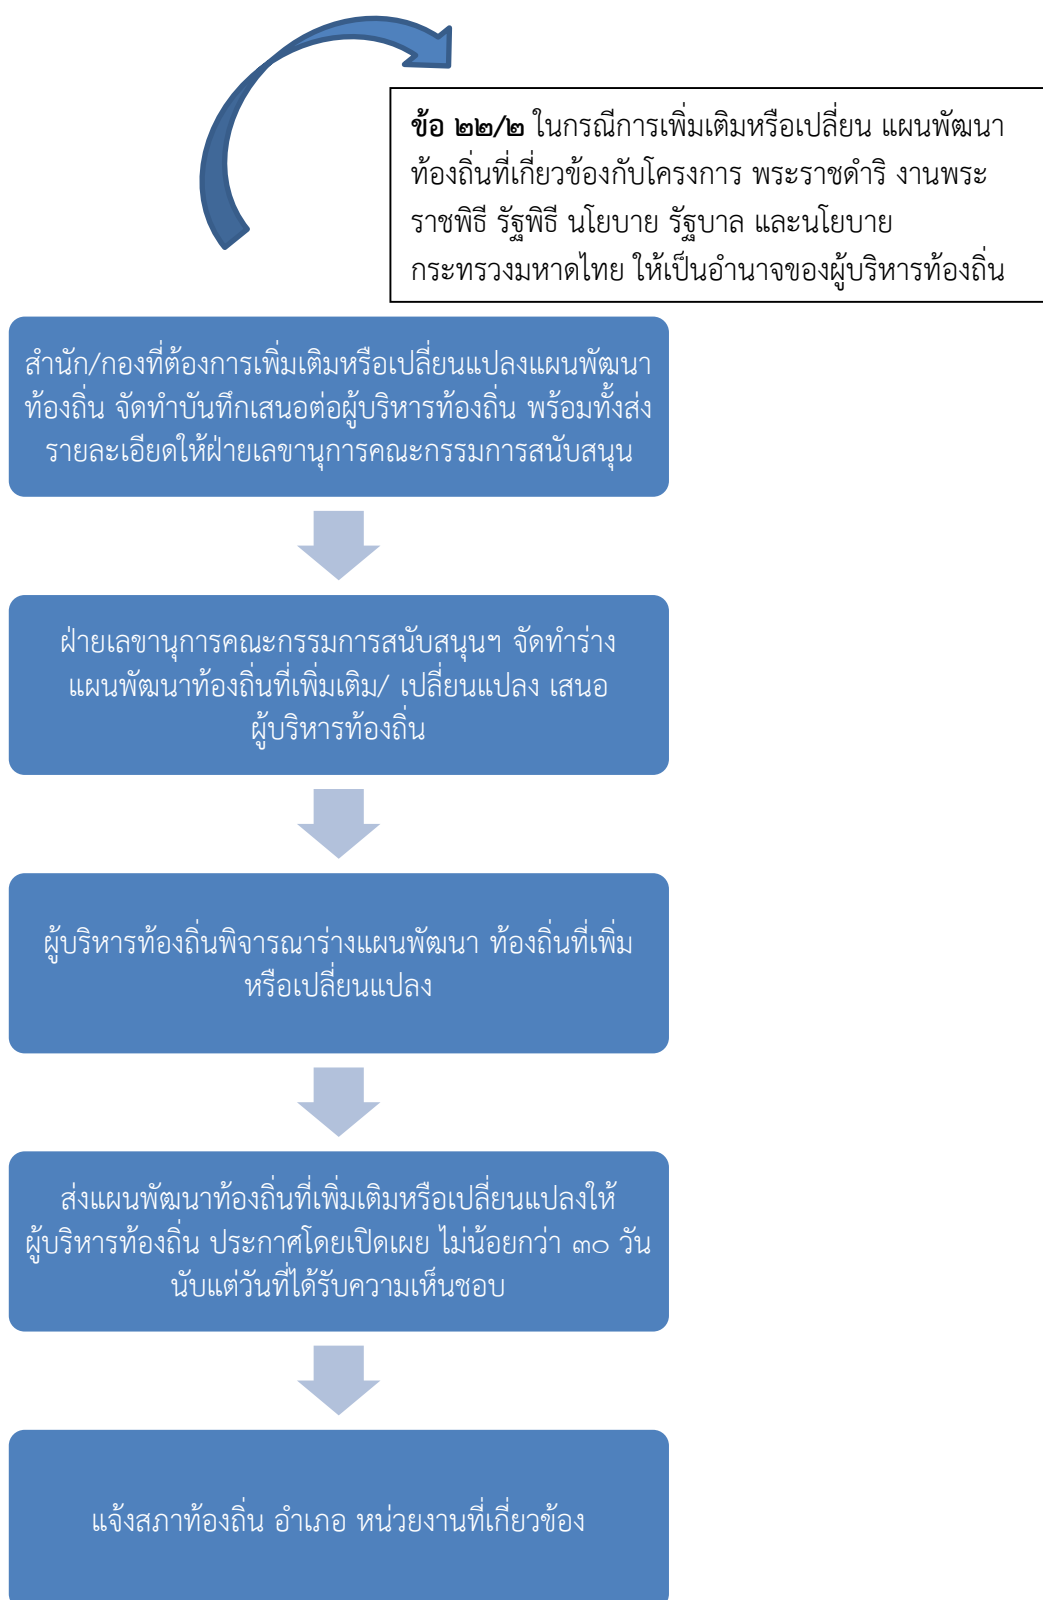 ข้อ ๒๒/๒ ในกรณีการเพิ่มเติมหรือเปลี่ยน แผนพัฒนา
ท้องถิ่นที่เกี่ยวข้องกับโครงการ พระราชดำริ งานพระ
ราชพิธี รัฐพิธี นโยบาย รัฐบาล และนโยบาย
กระทรวงมหาดไทย ให้เป็นอำนาจของผู้บริหารท้องถิ่น
สำนัก/กองที่ต้องการเพิ่มเติมหรือเปลี่ยนแปลงแผนพัฒนา
ท้องถิ่น จัดทำบันทึกเสนอต่อผู้บริหารท้องถิ่น พร้อมทั้งส่ง
รายละเอียดให้ฝ่ายเลขานุการคณะกรรมการสนับสนุน
ฝ่ายเลขานุการคณะกรรมการสนับสนุนฯ จัดทำร่าง
แผนพัฒนาท้องถิ่นที่เพิ่มเติม/ เปลี่ยนแปลง เสนอ
ผู้บริหารท้องถิ่น
ผู้บริหารท้องถิ่นพิจารณาร่างแผนพัฒนา ท้องถิ่นที่เพิ่ม
หรือเปลี่ยนแปลง
ส่งแผนพัฒนาท้องถิ่นที่เพิ่มเติมหรือเปลี่ยนแปลงให้
ผู้บริหารท้องถิ่น ประกาศโดยเปิดเผย ไม่น้อยกว่า ๓๐ วัน
นับแต่วันที่ได้รับความเห็นชอบ
แจ้งสภาท้องถิ่น อำเภอ หน่วยงานที่เกี่ยวข้อง